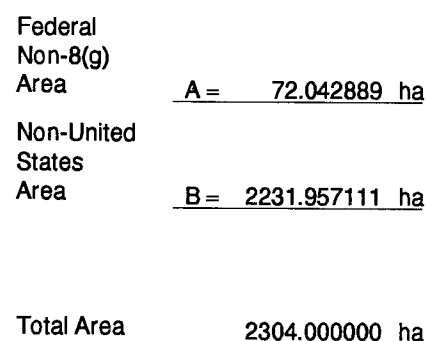 Federal
Non-8(g)
Area A = 72.042889 ha
Non-United
States
Area B = 2231.957111 ha
Total Area 2304.000000 ha